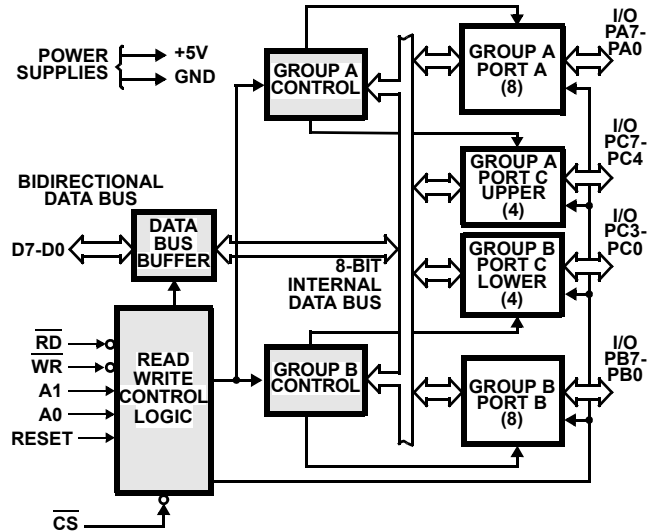 POWER
SUPPLIES
+5V
GND
GROUP A
CONTROL
GROUP A
PORT A
(8)
I/O
PA7-
PA0
GROUP A
PORT C
UPPER
(4)
I/O
PC7-
PC4
BIDIRECTIONAL
DATA BUS
D7-D0
DATA
BUS
BUFFER
8-BIT
INTERNAL
DATA BUS
GROUP B
PORT C
LOWER
(4)
I/O
PC3-
PC0
RD
WR
A1
A0
RESET
READ
WRITE
CONTROL
LOGIC
GROUP B
CONTROL
GROUP B
PORT B
(8)
I/O
PB7-
PB0
CS